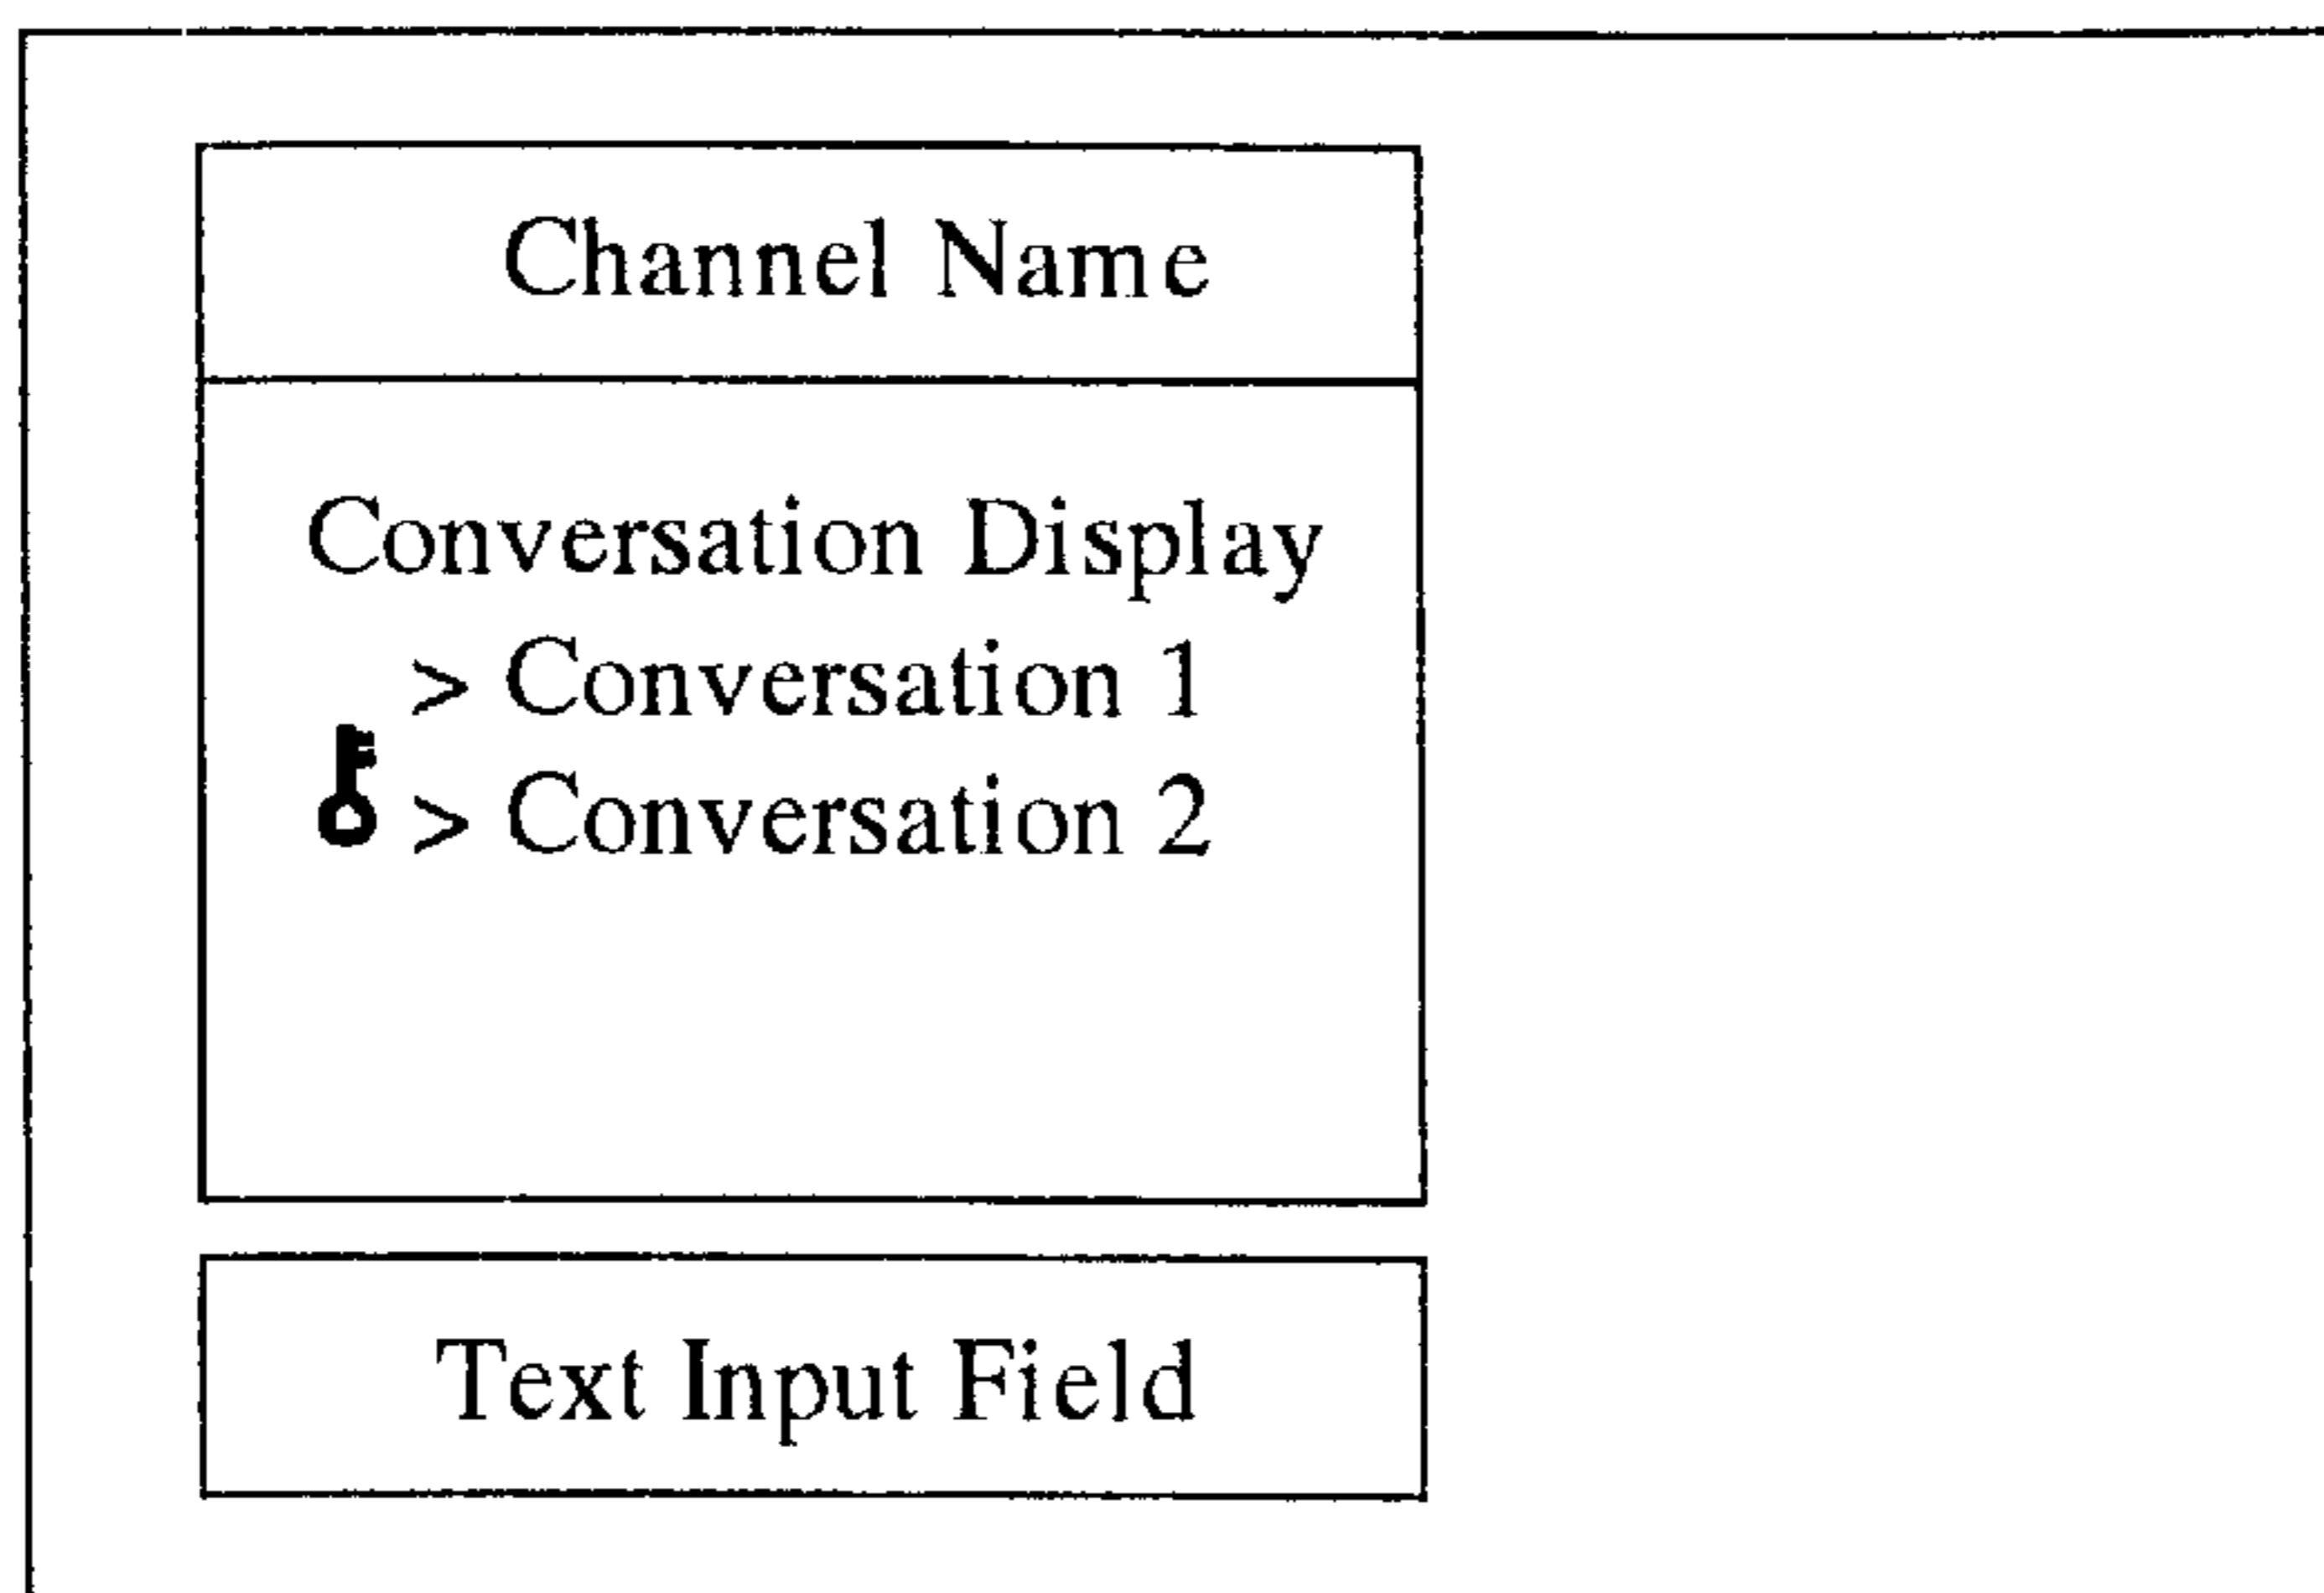 Channel Name
Conversation Display
> Conversation 1
> Conversation 2
Text Input Field